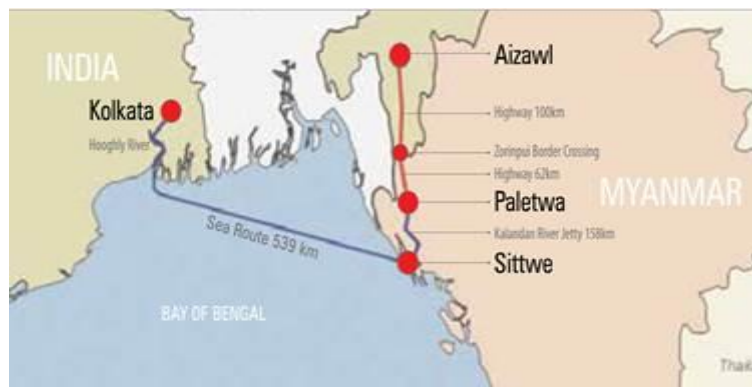 INDIA
Aizawl
Kolkata
Highway 100km
Hooghly River
Zorinpui Border Crossing
Highway 62km
Paletwa
MYANMAR
Sea Route 539 km
Kalandan River Jetty 158km
Sittwe
BAY OF BENGAL
Thail